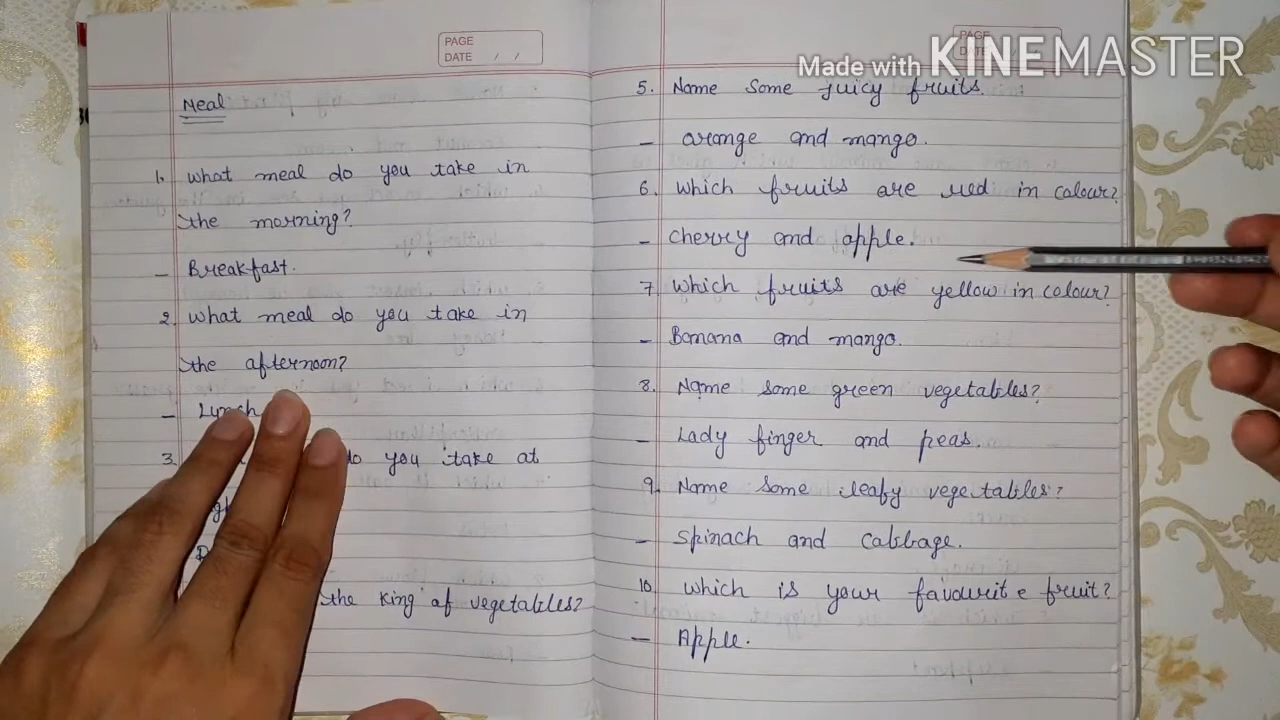 PAGE
DATE / /
Meal
1. What meal do you take in
the morning?
- Breakfast.
2. What meal do you take in
the afternoon?
- Lunch
3. do you take at
the king of vegetables?
PAGE
DATE
Made with KINEMASTER
5. Name some juicy fruits.
- orange and mango.
6. Which fruits are red in colour?
- cherry and apple.
7. Which fruits are yellow in colour?
- Banana and mango.
8. Name some green vegetables?
- Lady finger and peas.
9. Name some leafy vegetables?
- Spinach and cabbage.
10. Which is your favourite fruit?
- Apple.